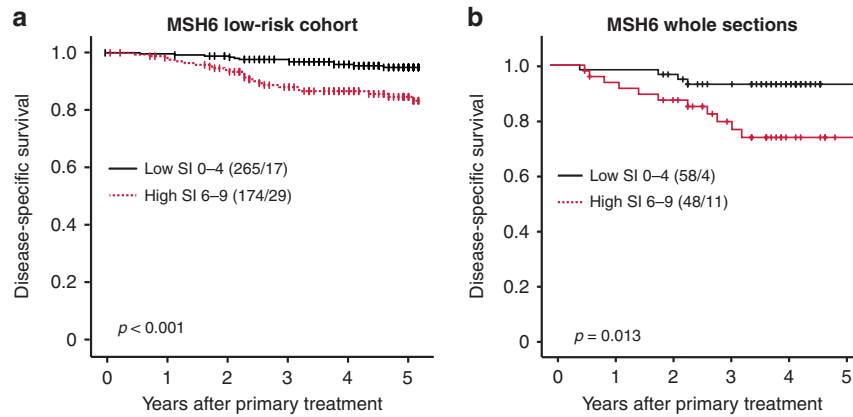 a
MSH6 low-risk cohort
Disease-specific survival
1.0
0.8
0.6
0.4
0.2
0
Low SI 0–4 (265/17)
High SI 6–9 (174/29)
p < 0.001
0 1 2 3 4 5
Years after primary treatment
b
MSH6 whole sections
Disease-specific survival
1.0
0.8
0.6
0.4
0.2
0
Low SI 0–4 (58/4)
High SI 6–9 (48/11)
p = 0.013
0 1 2 3 4 5
Years after primary treatment